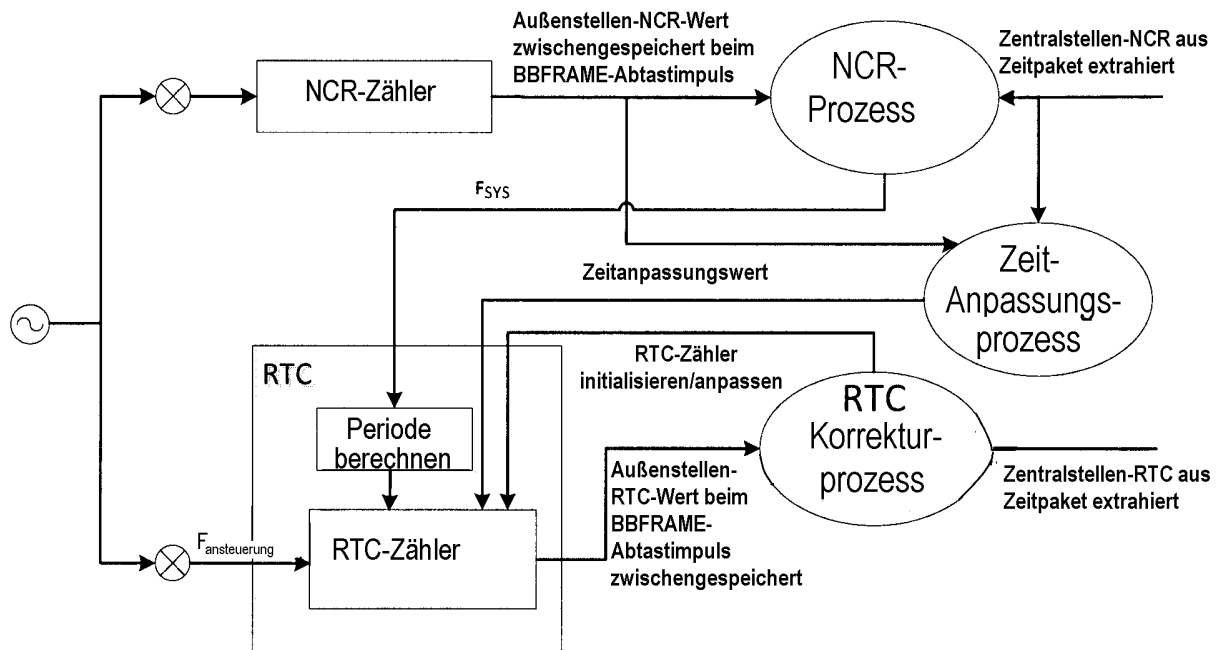 Außenstellen-NCR-Wert
zwischengespeichert beim
BBFRAME-Abtastimpuls
NCR-Zähler
NCR-
Prozess
Zentralstellen-NCR aus
Zeitpaket extrahiert
FSYS
Zeitanpassungswert
Zeit-
Anpassungs-
prozess
RTC
RTC-Zähler
initialisieren/anpassen
Periode
berechnen
RTC
Korrektur-
prozess
Außenstellen-
RTC-Wert beim
BBFRAME-
Abtastimpuls
zwischengespeichert
Zentralstellen-RTC aus
Zeitpaket extrahiert
Fansteuerung
RTC-Zähler